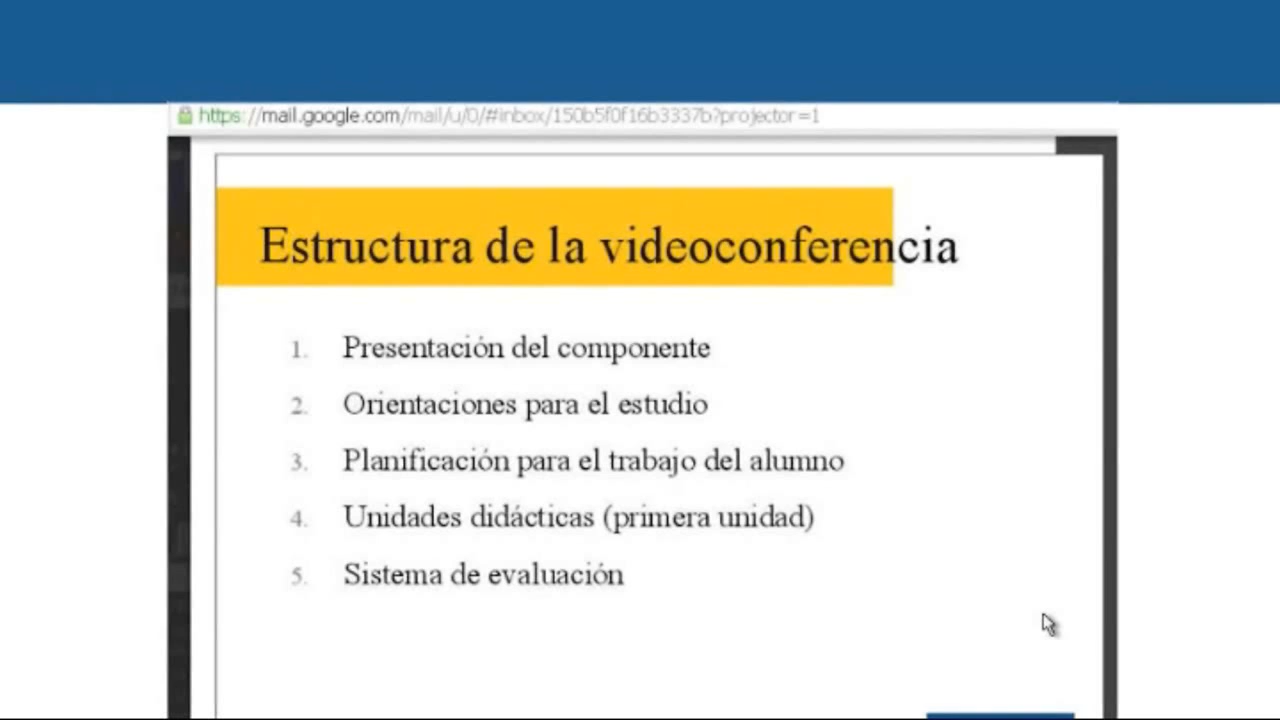 https://mail.google.com/mail/u/0/#inbox/150b5f0f16b3337b?projector=1
Estructura de la videoconferencia
1. Presentación del componente
2. Orientaciones para el estudio
3. Planificación para el trabajo del alumno
4. Unidades didácticas (primera unidad)
5. Sistema de evaluación